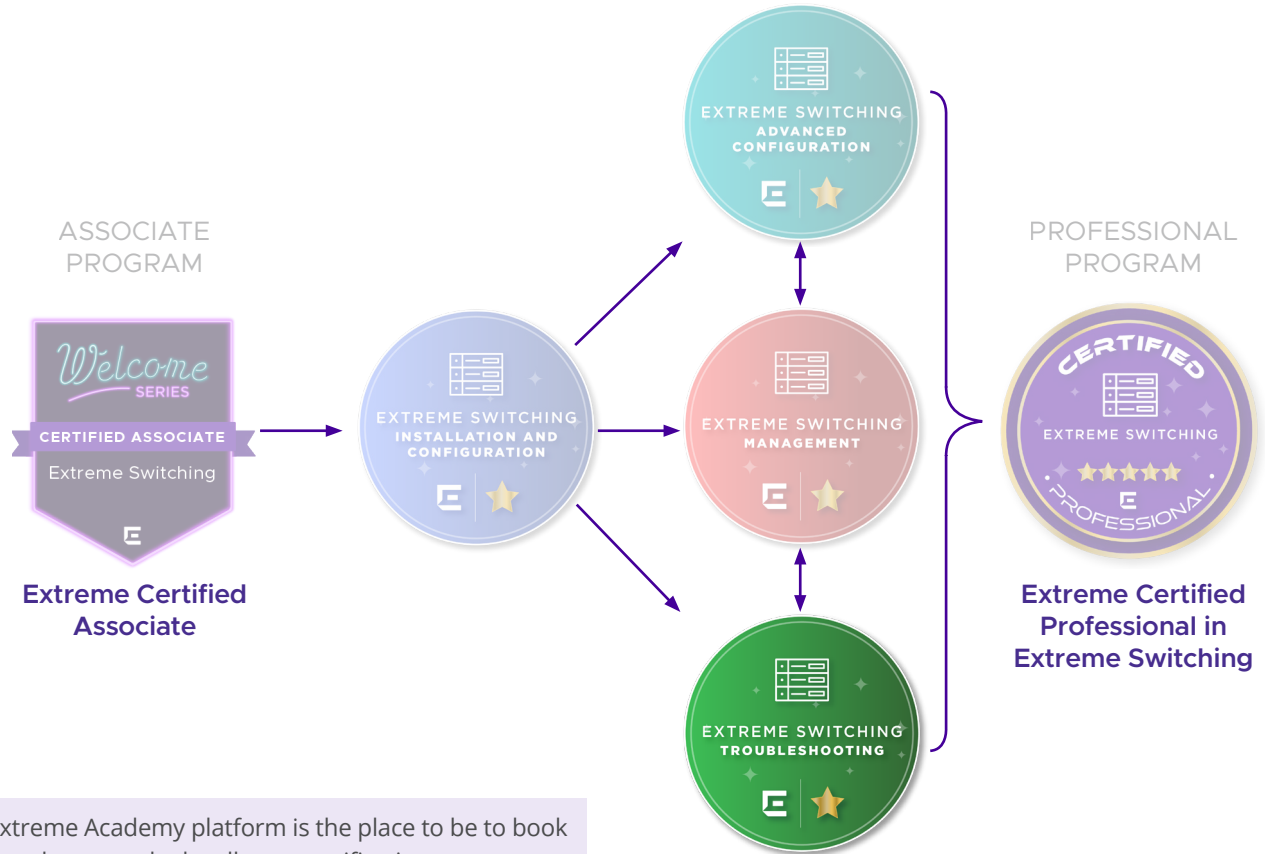 ASSOCIATE
PROGRAM
Welcome
SERIES
CERTIFIED ASSOCIATE
Extreme Switching
Extreme Certified
Associate
EXTREME SWITCHING
INSTALLATION AND
CONFIGURATION
EXTREME SWITCHING
ADVANCED
CONFIGURATION
EXTREME SWITCHING
MANAGEMENT
EXTREME SWITCHING
TROUBLESHOOTING
PROFESSIONAL
PROGRAM
CERTIFIED
EXTREME SWITCHING
PROFESSIONAL
Extreme Certified
Professional in
Extreme Switching
xtreme Academy platform is the place to be to book